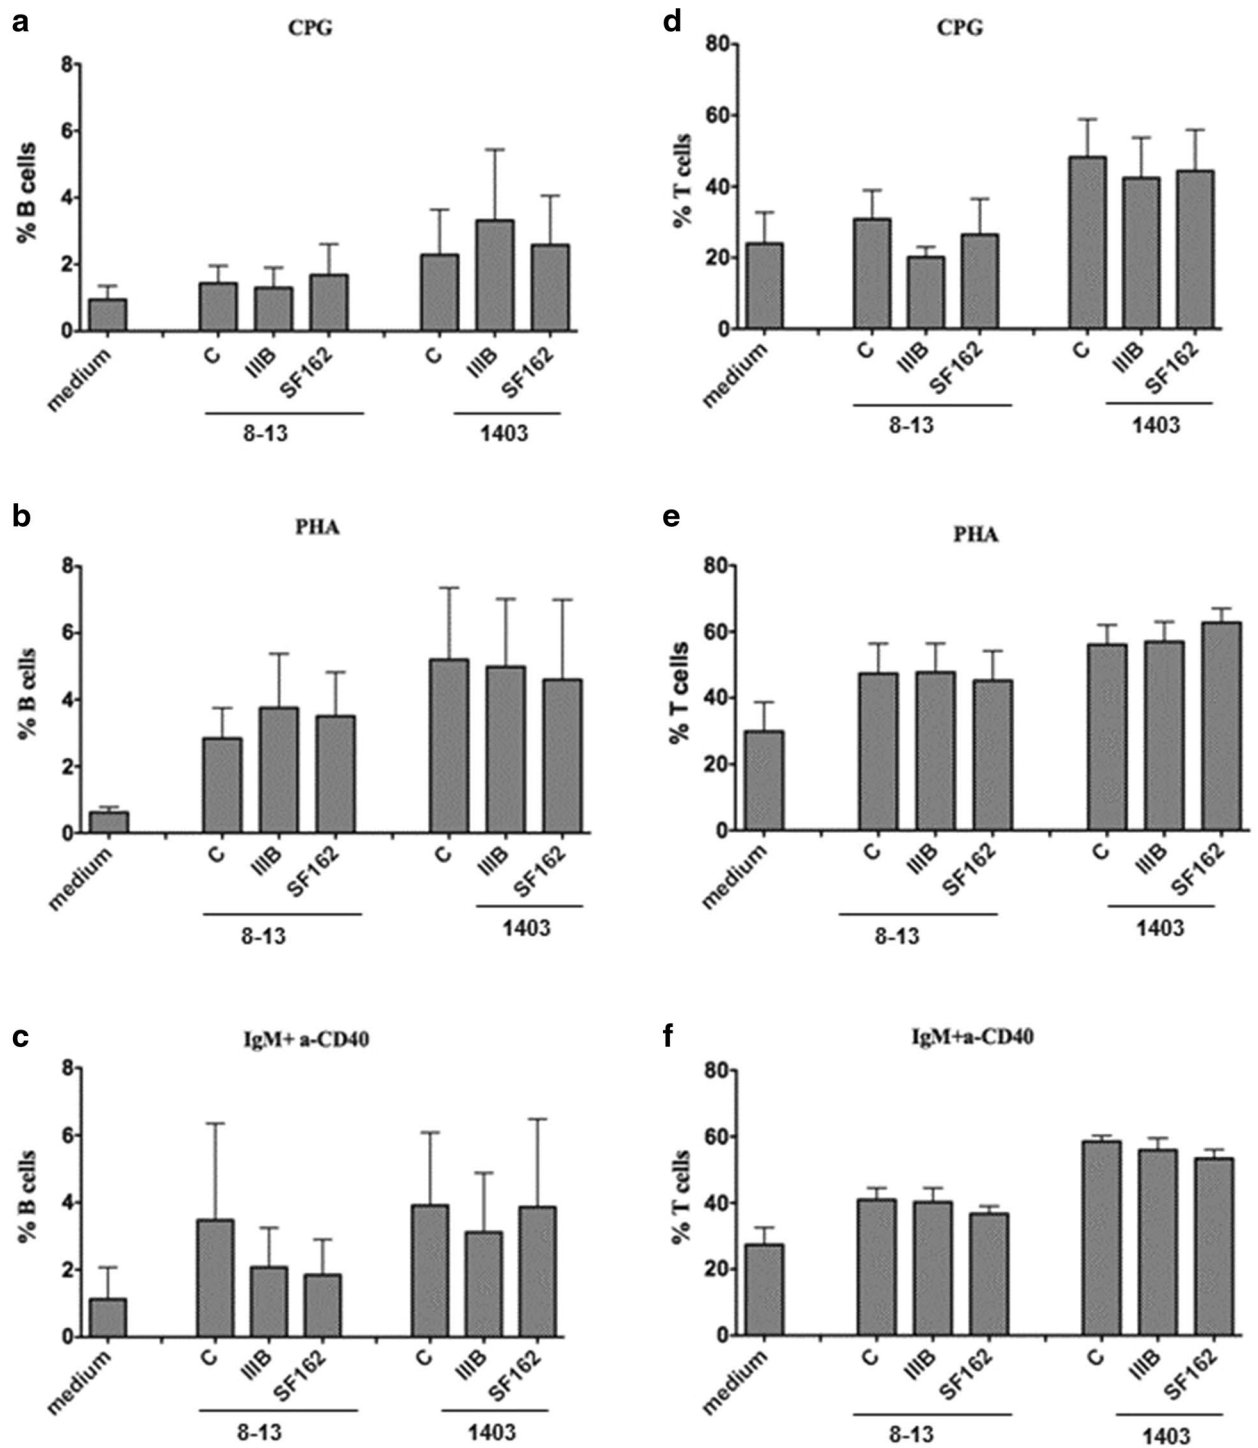 a
CPG
8
6
4
2
0
% B cells
medium
C
IIIB
SF162
C
IIIB
SF162
8-13
1403
d
CPG
80
60
40
20
0
% T cells
medium
C
IIIB
SF162
C
IIIB
SF162
8-13
1403
b
PHA
8
6
4
2
0
% B cells
medium
C
IIIB
SF162
C
IIIB
SF162
8-13
1403
e
PHA
80
60
40
20
0
% T cells
medium
C
IIIB
SF162
C
IIIB
SF162
8-13
1403
c
IgM+ a-CD40
8
6
4
2
0
% B cells
medium
C
IIIB
SF162
C
IIIB
SF162
8-13
1403
f
IgM+a-CD40
80
60
40
20
0
% T cells
medium
C
IIIB
SF162
C
IIIB
SF162
8-13
1403